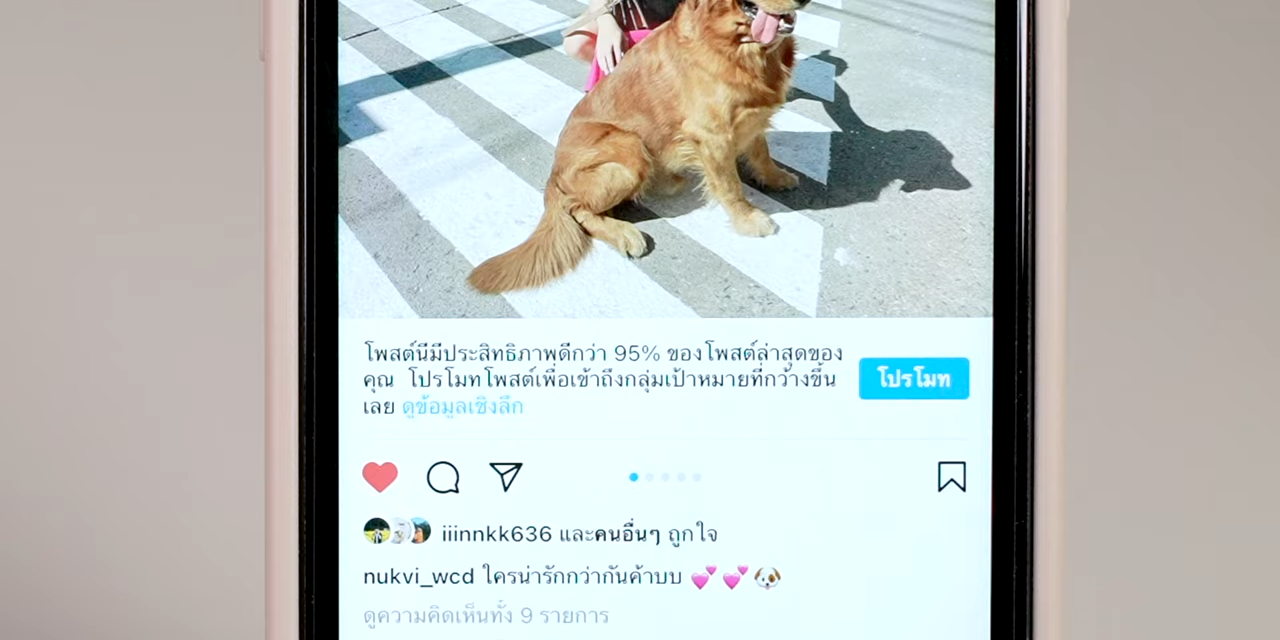 โพสต์นี้มีประสิทธิภาพดีกว่า 95% ของโพสต์ล่าสุดของ
คุณ โปรโมทโพสต์เพื่อเข้าถึงกลุ่มเป้าหมายที่กว้างขึ้น
เลย ดูข้อมูลเชิงลึก
โปรโมท
iiinnkk636 และคนอื่นๆ ถูกใจ
nukvi_wcd ใครน่ารักกว่ากันค้าบบ 💕 💕 🐶
ดูความคิดเห็นทั้ง 9 รายการ